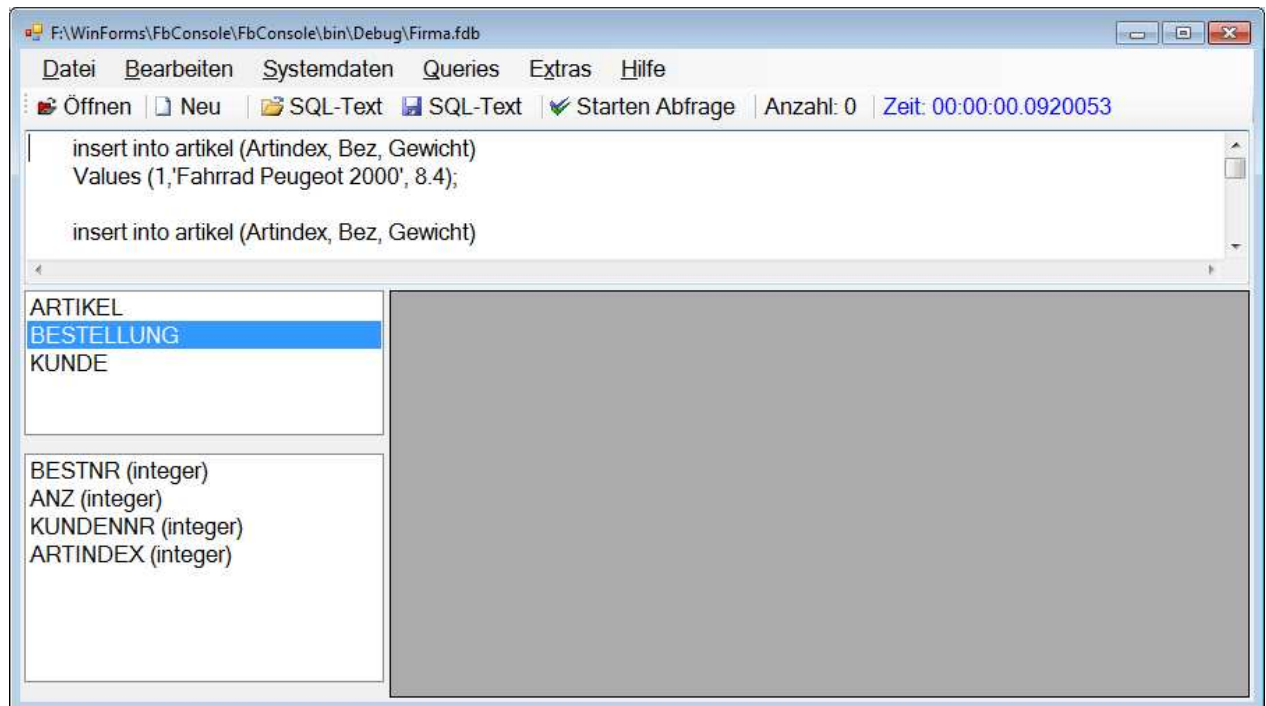 F:\WinForms\FbConsole\FbConsole\bin\Debug\Firma.fdb
Datei Bearbeiten Systemdaten Queries Extras Hilfe
Öffnen Neu SQL-Text SQL-Text Starten Abfrage Anzahl: 0 Zeit: 00:00:00.0920053
insert into artikel (Artindex, Bez, Gewicht)
Values (1,'Fahrrad Peugeot 2000', 8.4);
insert into artikel (Artindex, Bez, Gewicht)
ARTIKEL
BESTELLUNG
KUNDE
BESTNR (integer)
ANZ (integer)
KUNDENNR (integer)
ARTINDEX (integer)